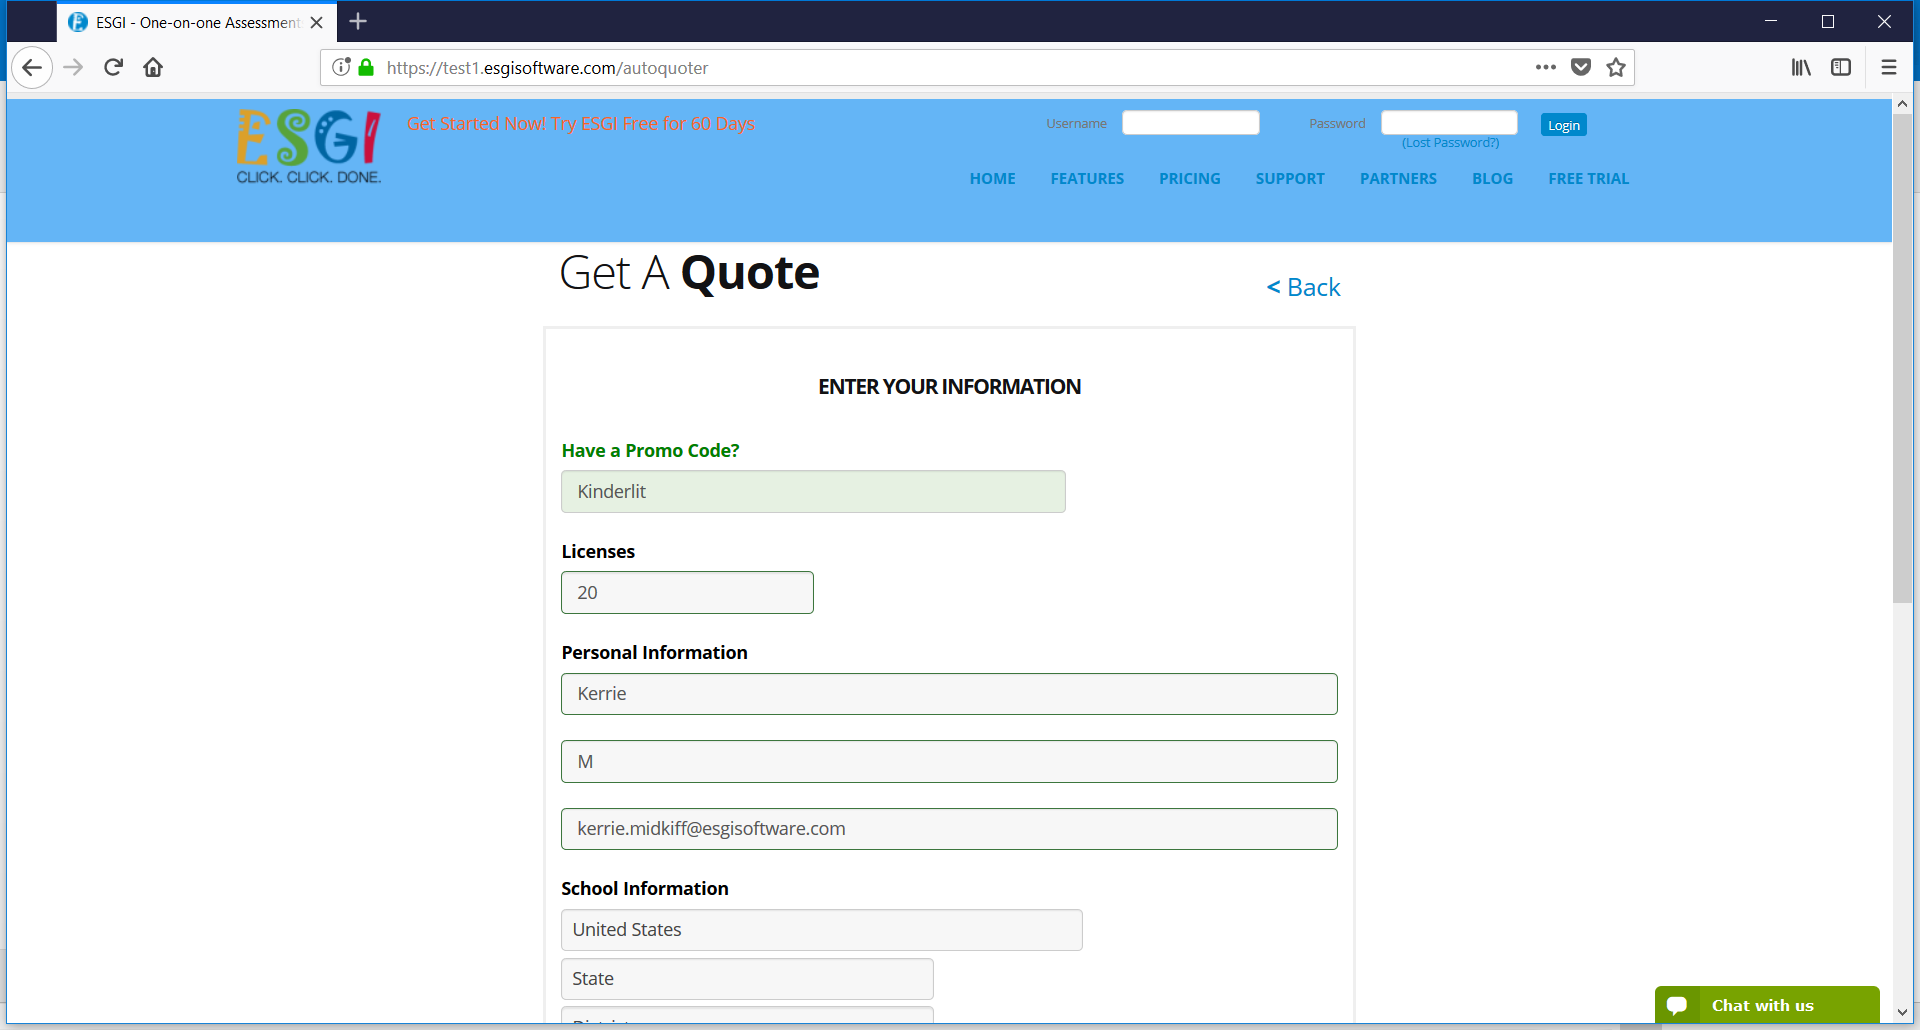 ESGI - One-on-one Assessment
https://test1.esgisoftware.com/autoquoter
ESGI
CLICK. CLICK. DONE.
Get Started Now! Try ESGI Free for 60 Days
Username
Password
Login
(Lost Password?)
HOME FEATURES PRICING SUPPORT PARTNERS BLOG FREE TRIAL
Get A Quote
< Back
ENTER YOUR INFORMATION
Have a Promo Code?
Kinderlit
Licenses
20
Personal Information
Kerrie
M
kerrie.midkiff@esgisoftware.com
School Information
United States
State
Chat with us